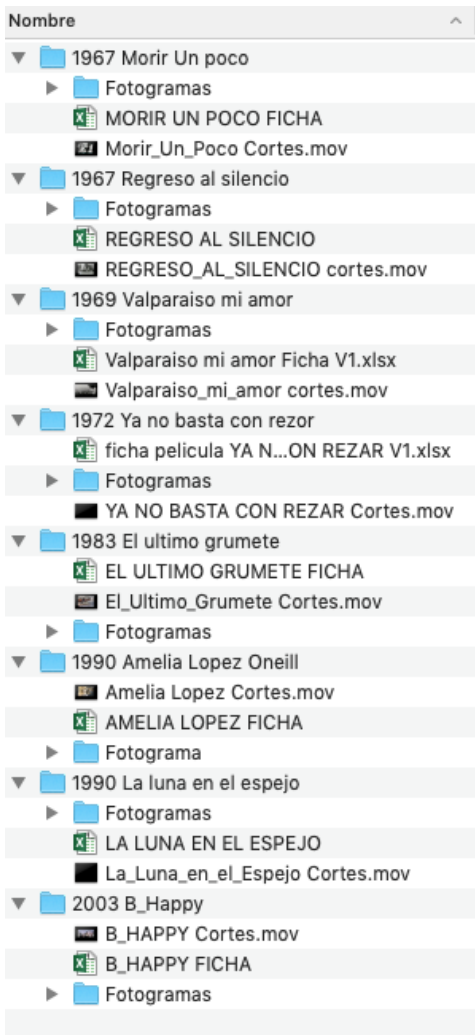 Nombre
1967 Morir Un poco
Fotogramas
MORIR UN POCO FICHA
Morir_Un_Poco Cortes.mov
1967 Regreso al silencio
Fotogramas
REGRESO AL SILENCIO
REGRESO_AL_SILENCIO cortes.mov
1969 Valparaiso mi amor
Fotogramas
Valparaiso mi amor Ficha V1.xlsx
Valparaiso_mi_amor cortes.mov
1972 Ya no basta con rezor
ficha pelicula YA N...ON REZAR V1.xlsx
Fotogramas
YA NO BASTA CON REZAR Cortes.mov
1983 El ultimo grumete
EL ULTIMO GRUMETE FICHA
El_Ultimo_Grumete Cortes.mov
Fotogramas
1990 Amelia Lopez Oneill
Amelia Lopez Cortes.mov
AMELIA LOPEZ FICHA
Fotograma
1990 La luna en el espejo
Fotogramas
LA LUNA EN EL ESPEJO
La_Luna_en_el_Espejo Cortes.mov
2003 B_Happy
B_HAPPY Cortes.mov
B_HAPPY FICHA
Fotogramas